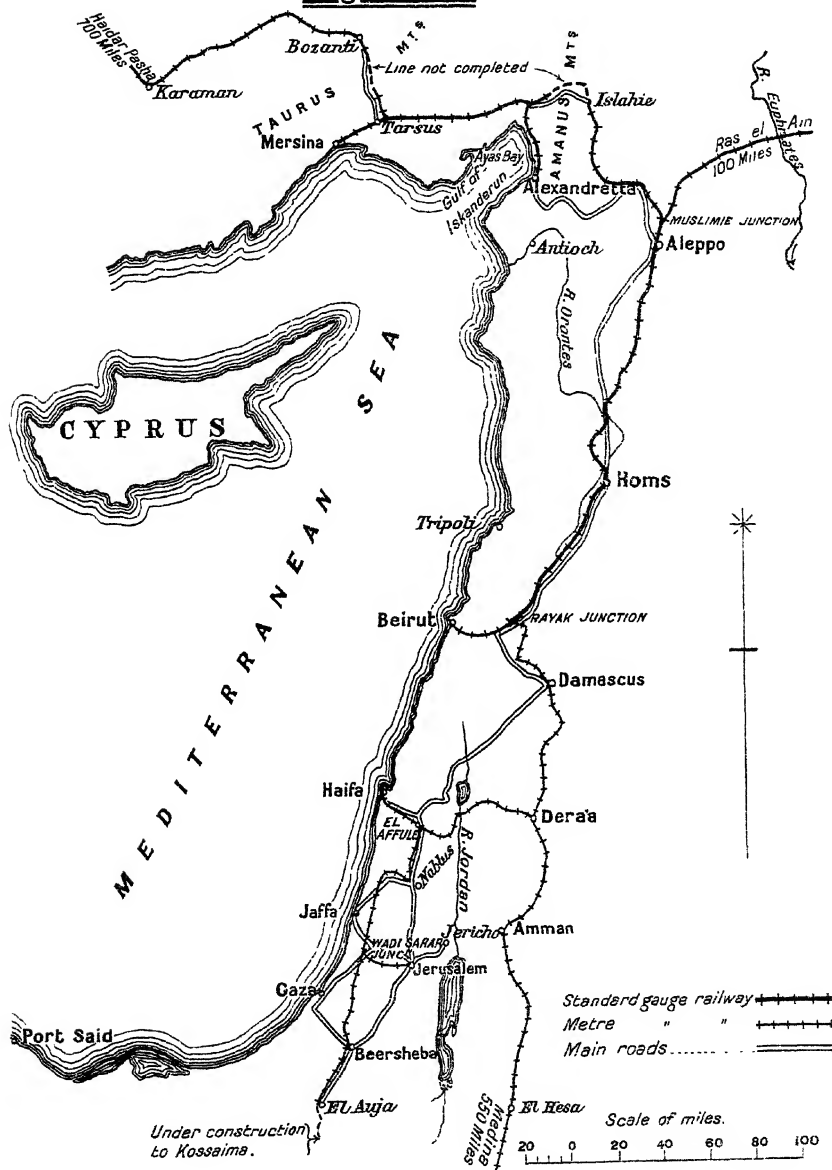 Haidar Pasha
700 Miles
Karaman
Bozanti
MTS
Line not completed
MTS
TAURUS
Tarsus
Mersina
AMANUS
Islahie
R. Euphrates
Ras el Ain
100 Miles
Ayas Bay
Gulf of
Iskanderun
Alexandretta
MUSLIMIE JUNCTION
Aleppo
Antioch
R. Orontes
CYPRUS
MEDITERRANEAN SEA
Homs
Tripoli
Beirut
RAYAK JUNCTION
Damascus
Haifa
EL
AFFULE
Dera'a
Nablus
R. Jordan
Jaffa
WADI SARAR
JUNCN
Jericho
Amman
Jerusalem
Gaza
Port Said
Beersheba
El Auja
Under construction
to Kossaima.
Medina
550 Miles
El Hesa
Standard gauge railway
Metre " "
Main roads
Scale of miles.
20 0 20 40 60 80 100